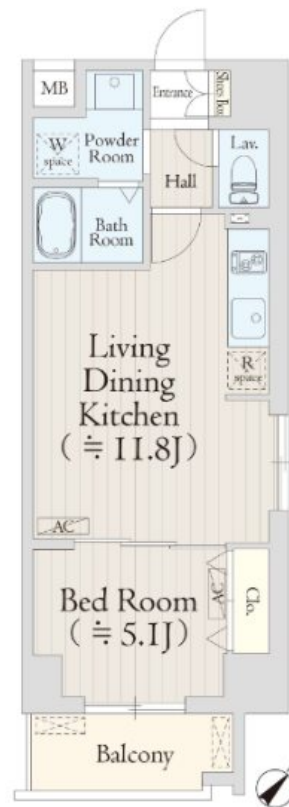 MB
Entrance
Shoes Box
W
space
Powder
Room
Lav.
Hall
Bath
Room
Living
Dining
Kitchen
(≒11.8J)
R
space
AC
Bed Room
(≒5.1J)
AC
Clo.
Balcony